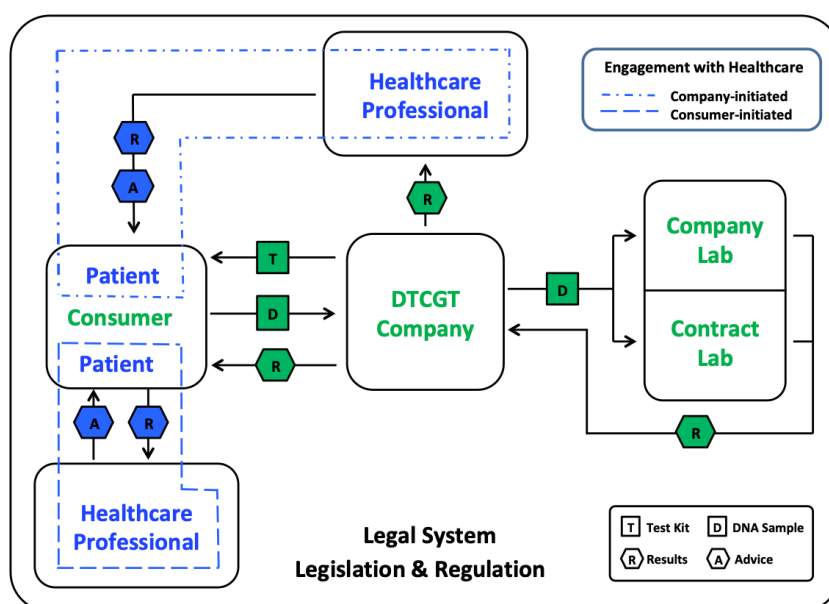 Healthcare
Professional
Engagement with Healthcare
Company-initiated
Consumer-initiated
R
A
R
Patient
Consumer
Patient
T
D
R
DTCGT
Company
D
Company
Lab
Contract
Lab
R
A
R
Healthcare
Professional
Legal System
Legislation & Regulation
T Test Kit
D DNA Sample
R Results
A Advice